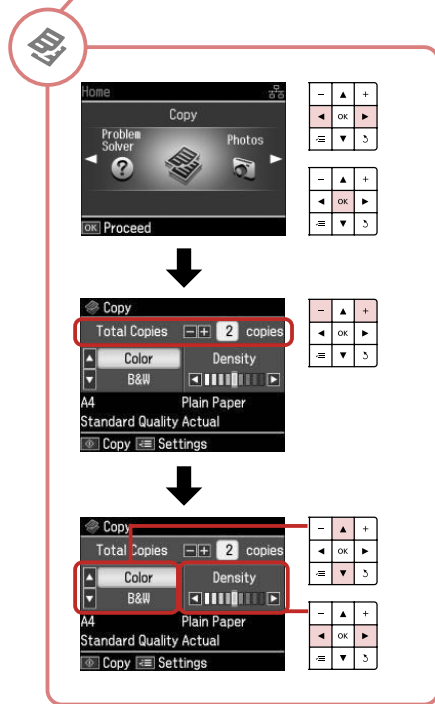 Home
Copy
Problem
Solver
Photos
OK Proceed
- +
OK
- +
OK
Copy
Total Copies - + 2 copies
Color Density
B&W
A4 Plain Paper
Standard Quality Actual
Copy Settings
- +
OK
Copy
Total Copies - + 2 copies
Color Density
B&W
A4 Plain Paper
Standard Quality Actual
Copy Settings
- +
OK
- +
OK